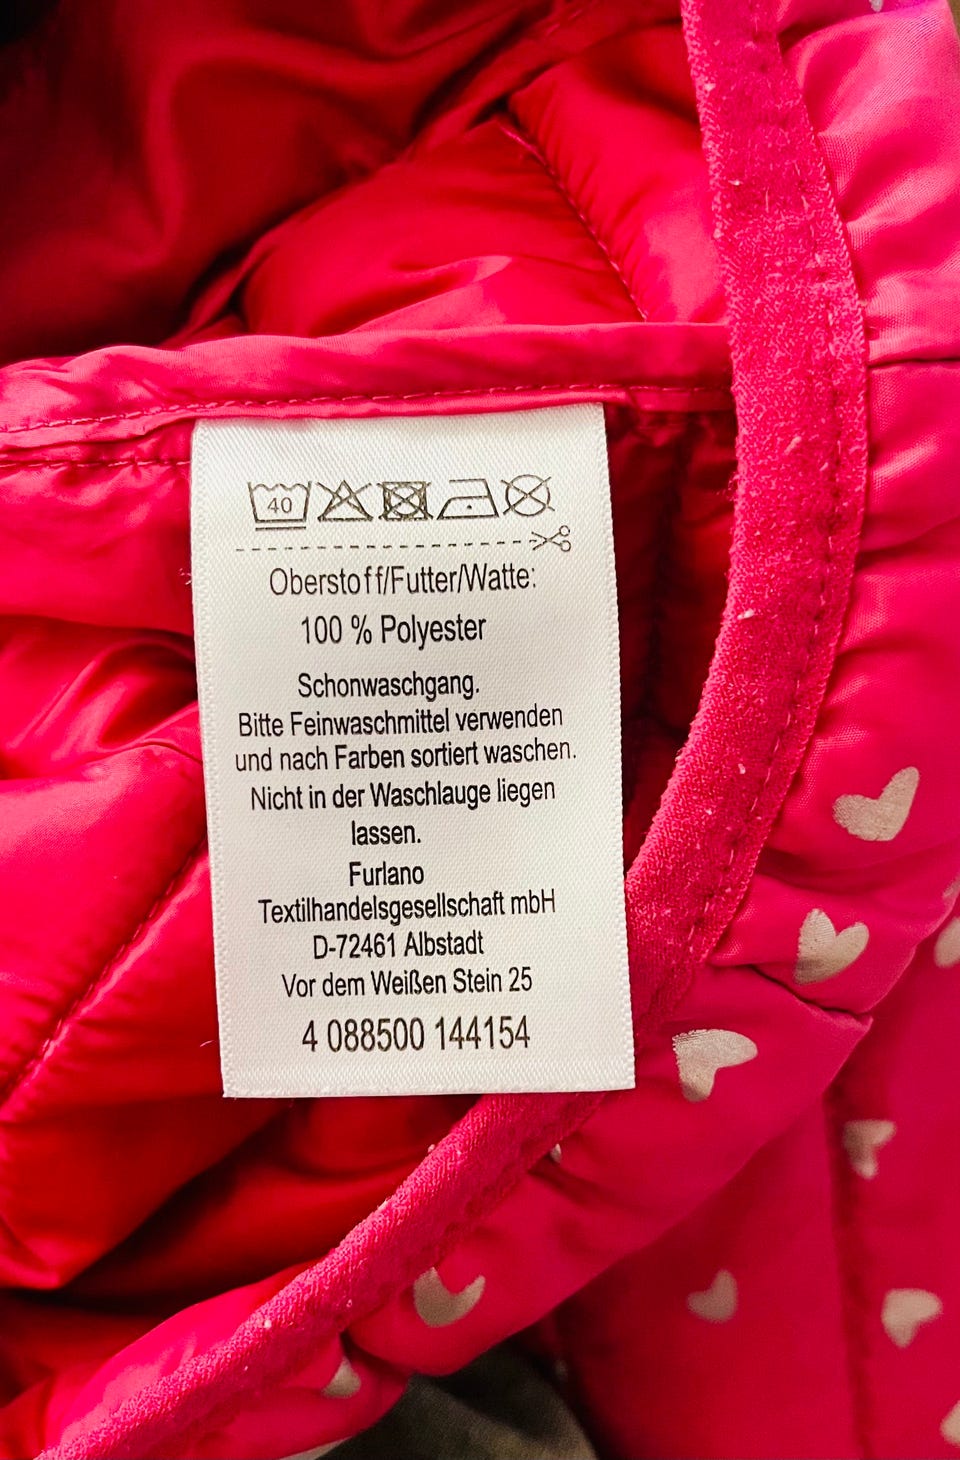 40
Oberstoff/Futter/Watte:
100 % Polyester
Schonwaschgang.
Bitte Feinwaschmittel verwenden
und nach Farben sortiert waschen.
Nicht in der Waschlauge liegen
lassen.
Furlano
Textilhandelsgesellschaft mbH
D-72461 Albstadt
Vor dem Weißen Stein 25
4 088500 144154